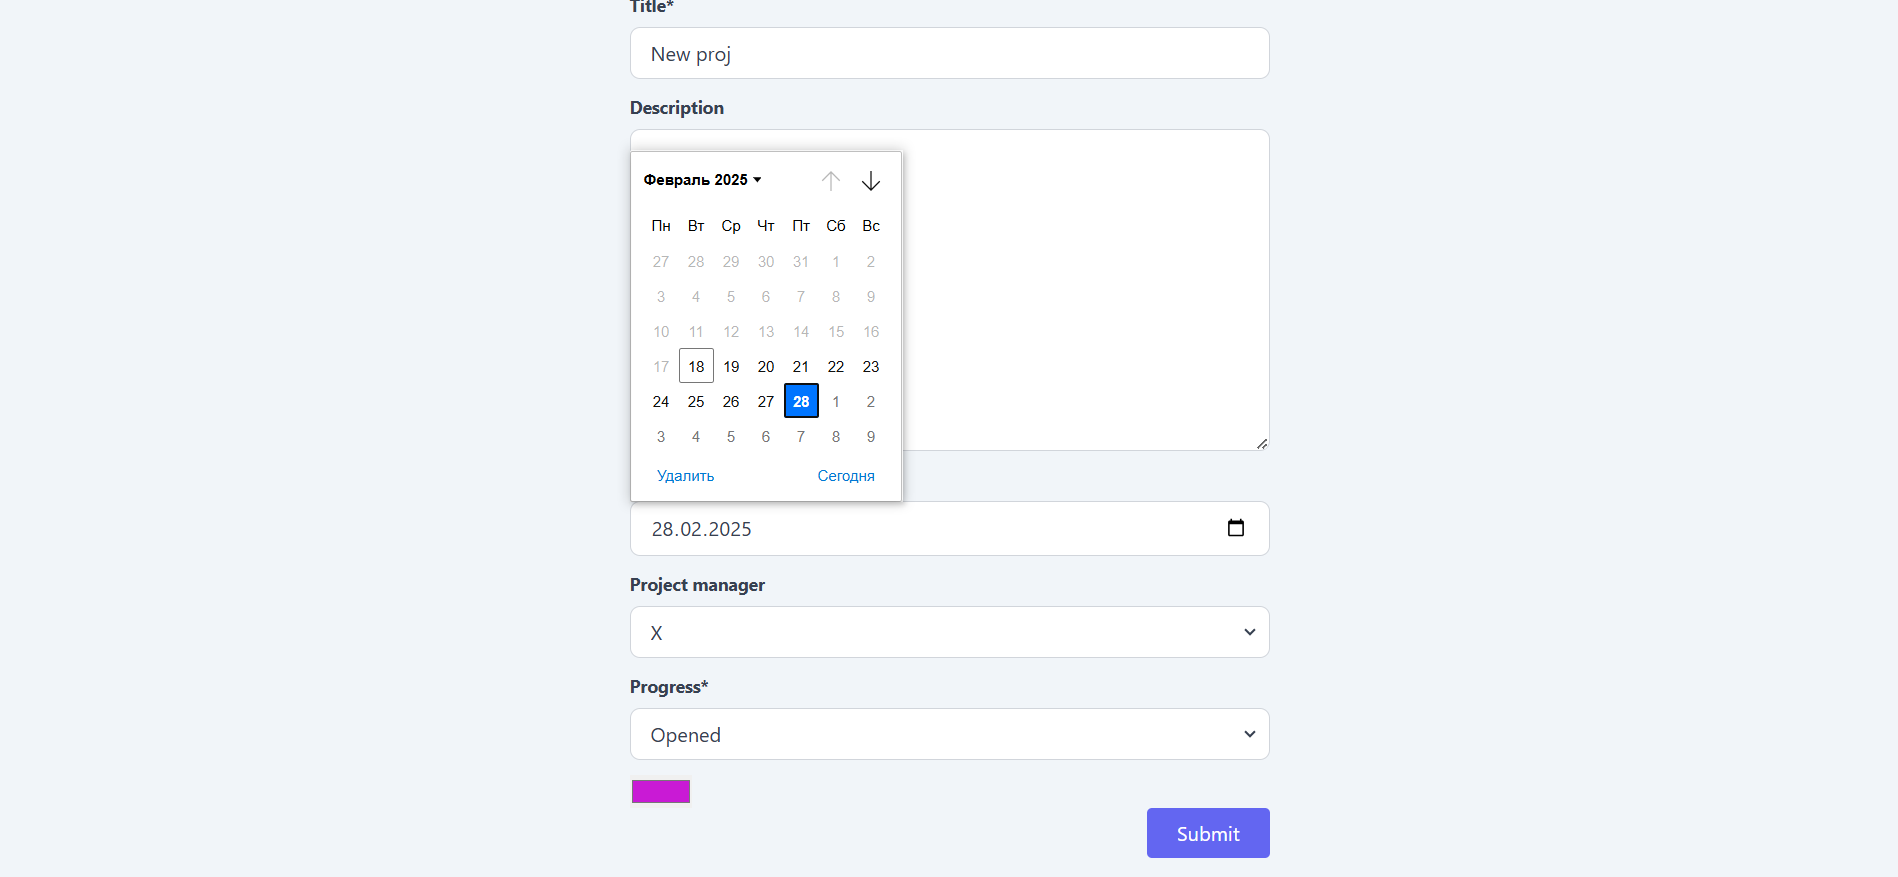 Title*
New proj
Description
Февраль 2025
Пн Вт Ср Чт Пт Сб Вс
27 28 29 30 31 1 2
3 4 5 6 7 8 9
10 11 12 13 14 15 16
17 18 19 20 21 22 23
24 25 26 27 28 1 2
3 4 5 6 7 8 9
Удалить Сегодня
28.02.2025
Project manager
X
Progress*
Opened
Submit